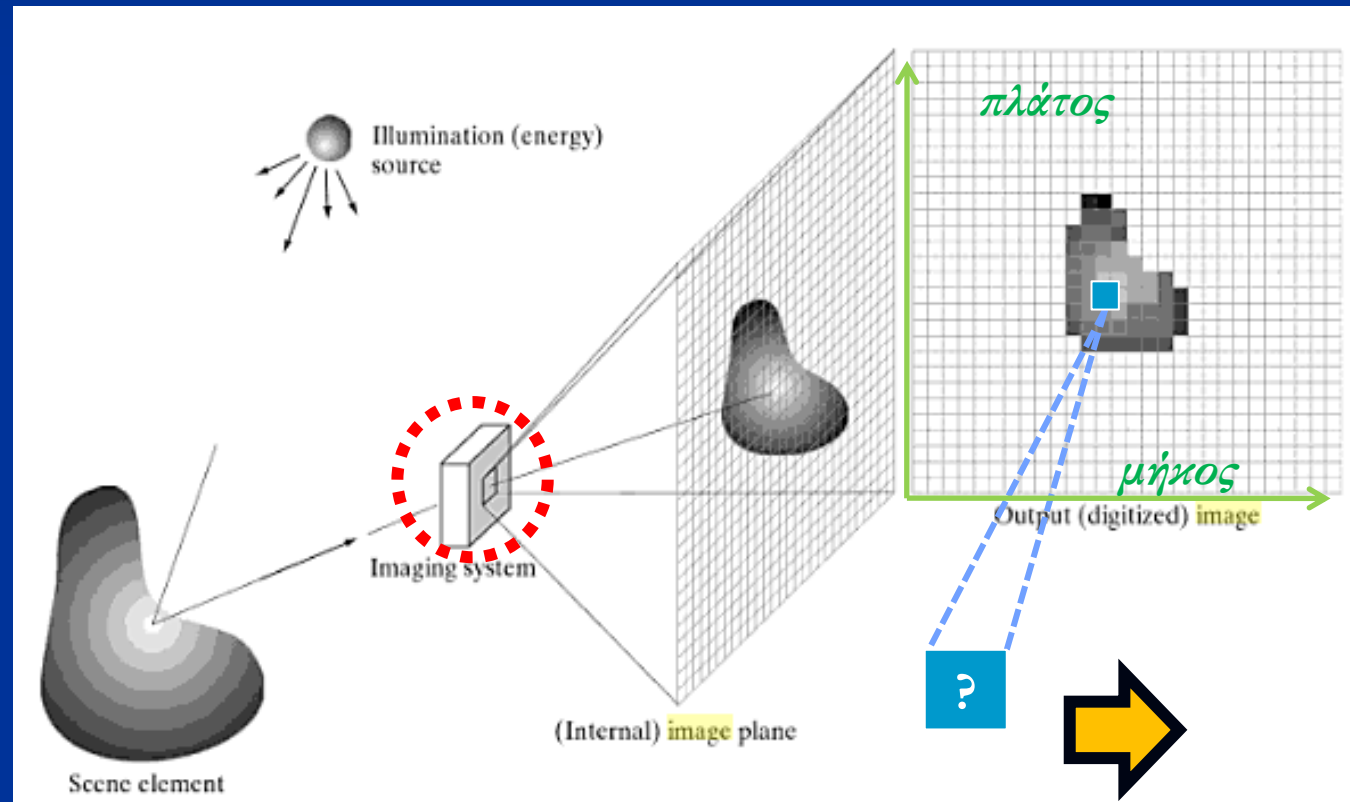 πλάτος
Illumination (energy)
source
μήκος
Output (digitized) image
Imaging system
?
(Internal) image plane
Scene element